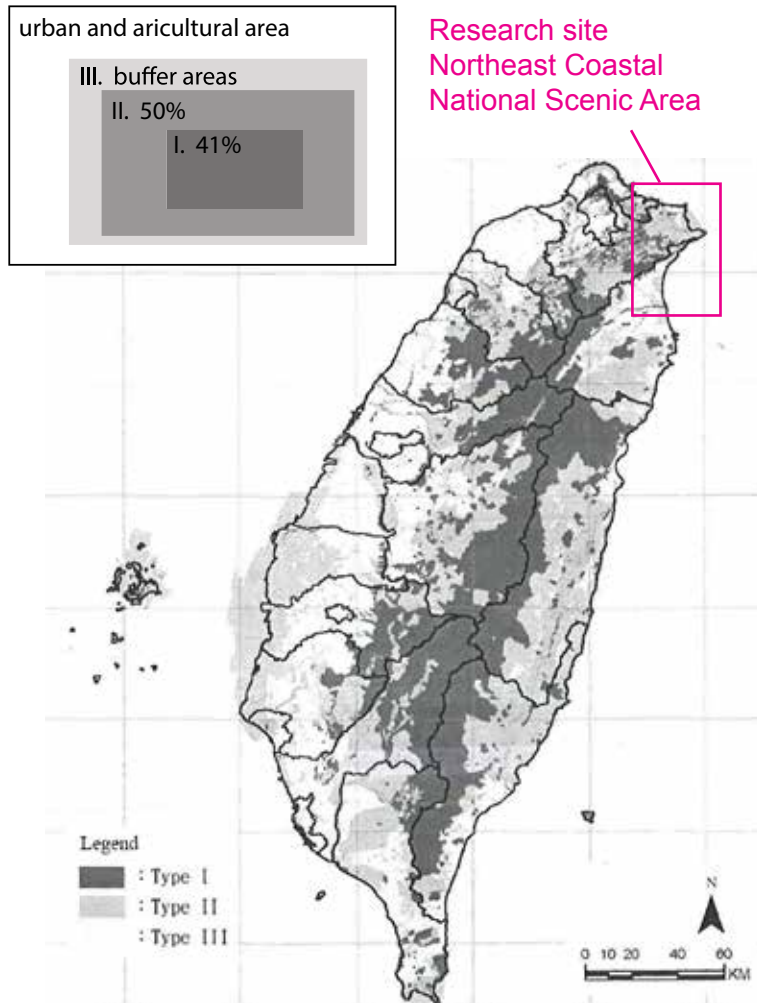 urban and aricultural area
III. buffer areas
II. 50%
I. 41%
Research site
Northeast Coastal
National Scenic Area
Legend
: Type I
: Type II
: Type III
N
0 10 20 40 60
KM